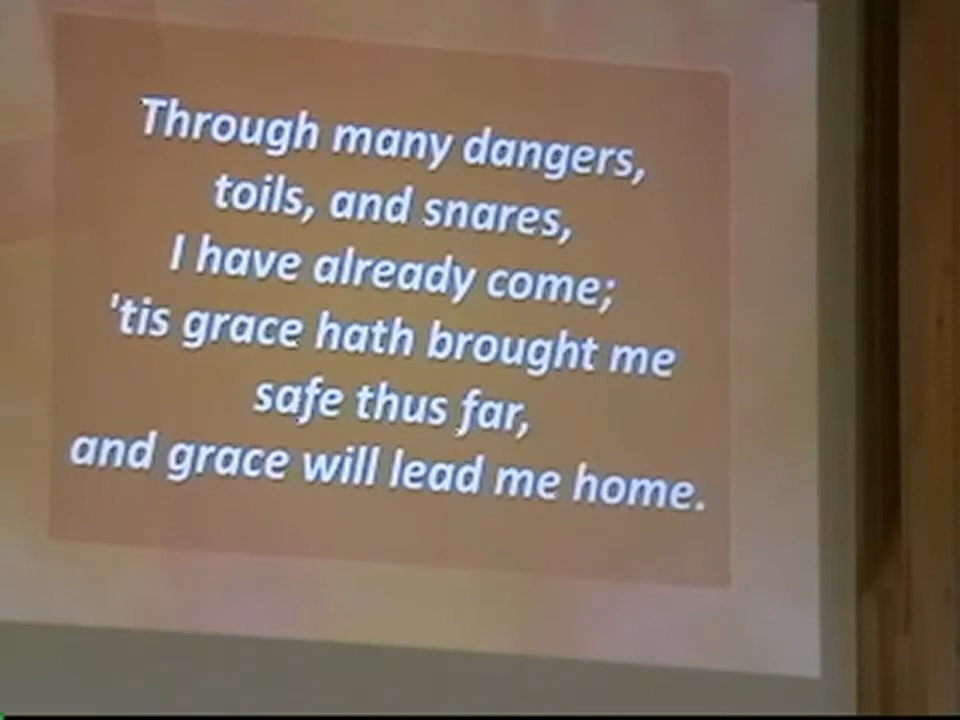 Through many dangers,
toils, and snares,
I have already come;
'tis grace hath brought me
safe thus far,
and grace will lead me home.